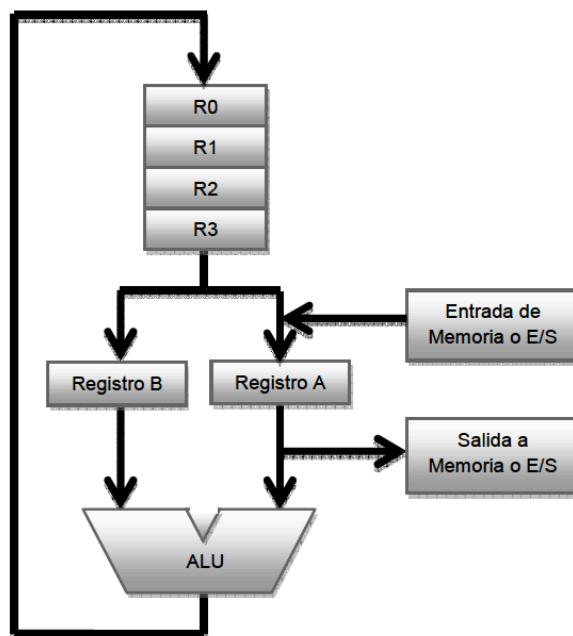 R0
R1
R2
R3
Entrada de
Memoria o E/S
Registro B
Registro A
Salida a
Memoria o E/S
ALU